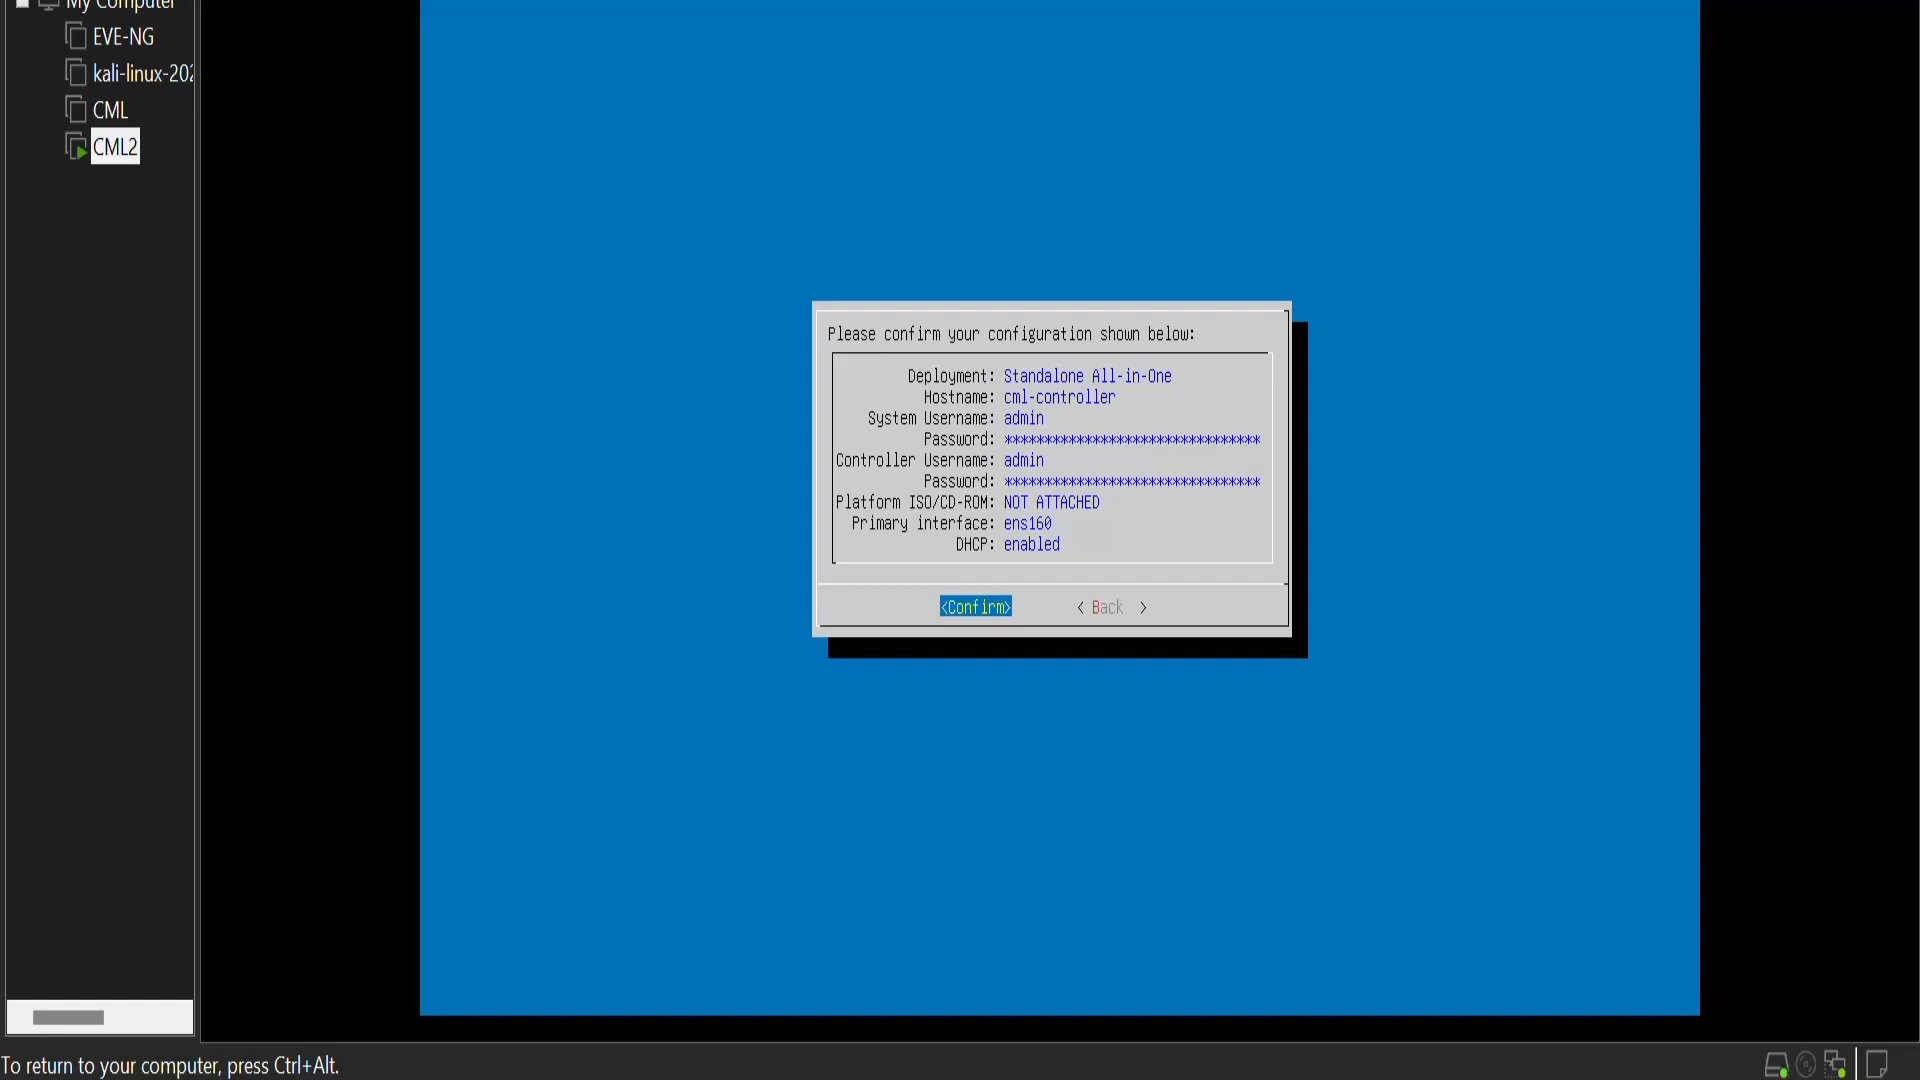 My Computer
EVE-NG
kali-linux-202
CML
CML2
Please confirm your configuration shown below:
Deployment: Standalone All-in-One
Hostname: cml-controller
System Username: admin
Password: ********************************
Controller Username: admin
Password: ********************************
Platform ISO/CD-ROM: NOT ATTACHED
Primary interface: ens160
DHCP: enabled
<Confirm> < Back >
To return to your computer, press Ctrl+Alt.